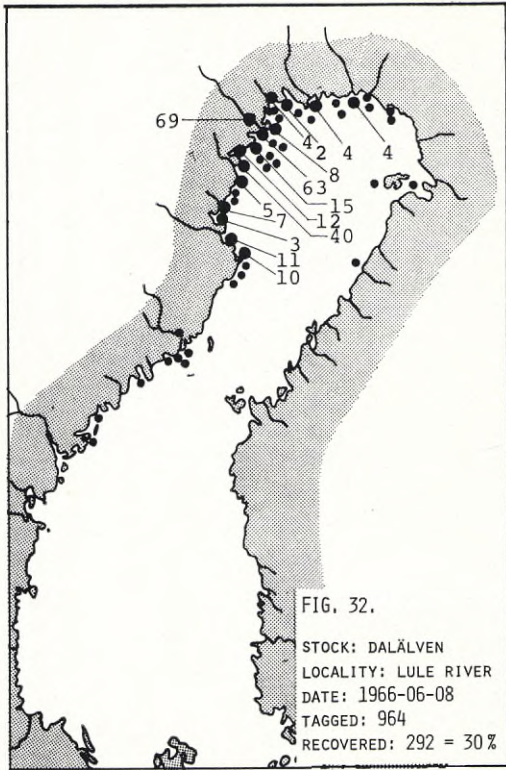 69
4
2
4
4
8
63
15
12
40
5
7
3
11
10
FIG. 32.
STOCK: DALÄLVEN
LOCALITY: LULE RIVER
DATE: 1966-06-08
TAGGED: 964
RECOVERED: 292 = 30%